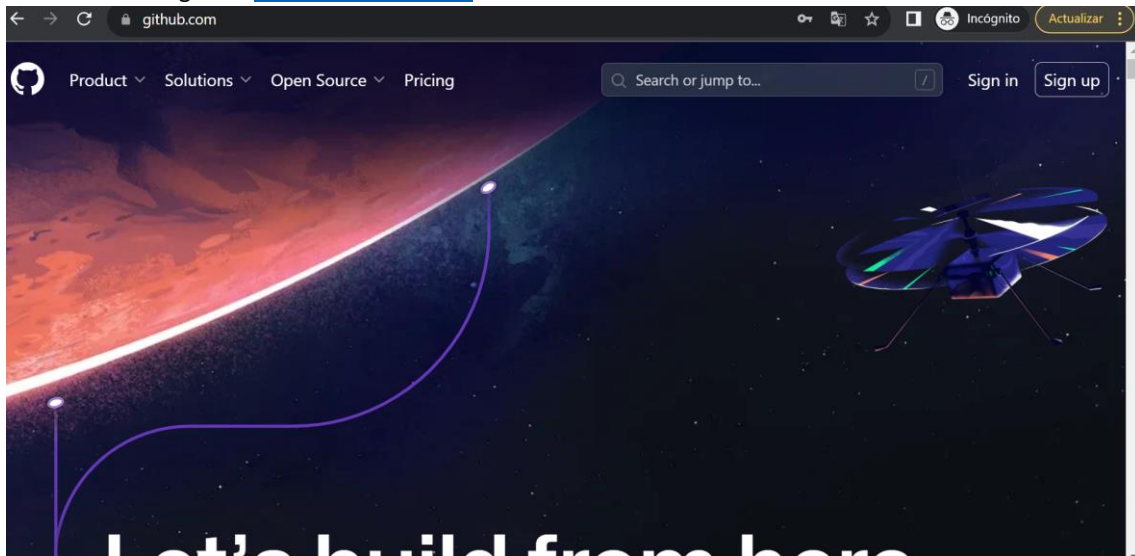 github.com
Incógnito
Actualizar
Product Solutions Open Source Pricing
Search or jump to... /
Sign in Sign up
Let's build from here